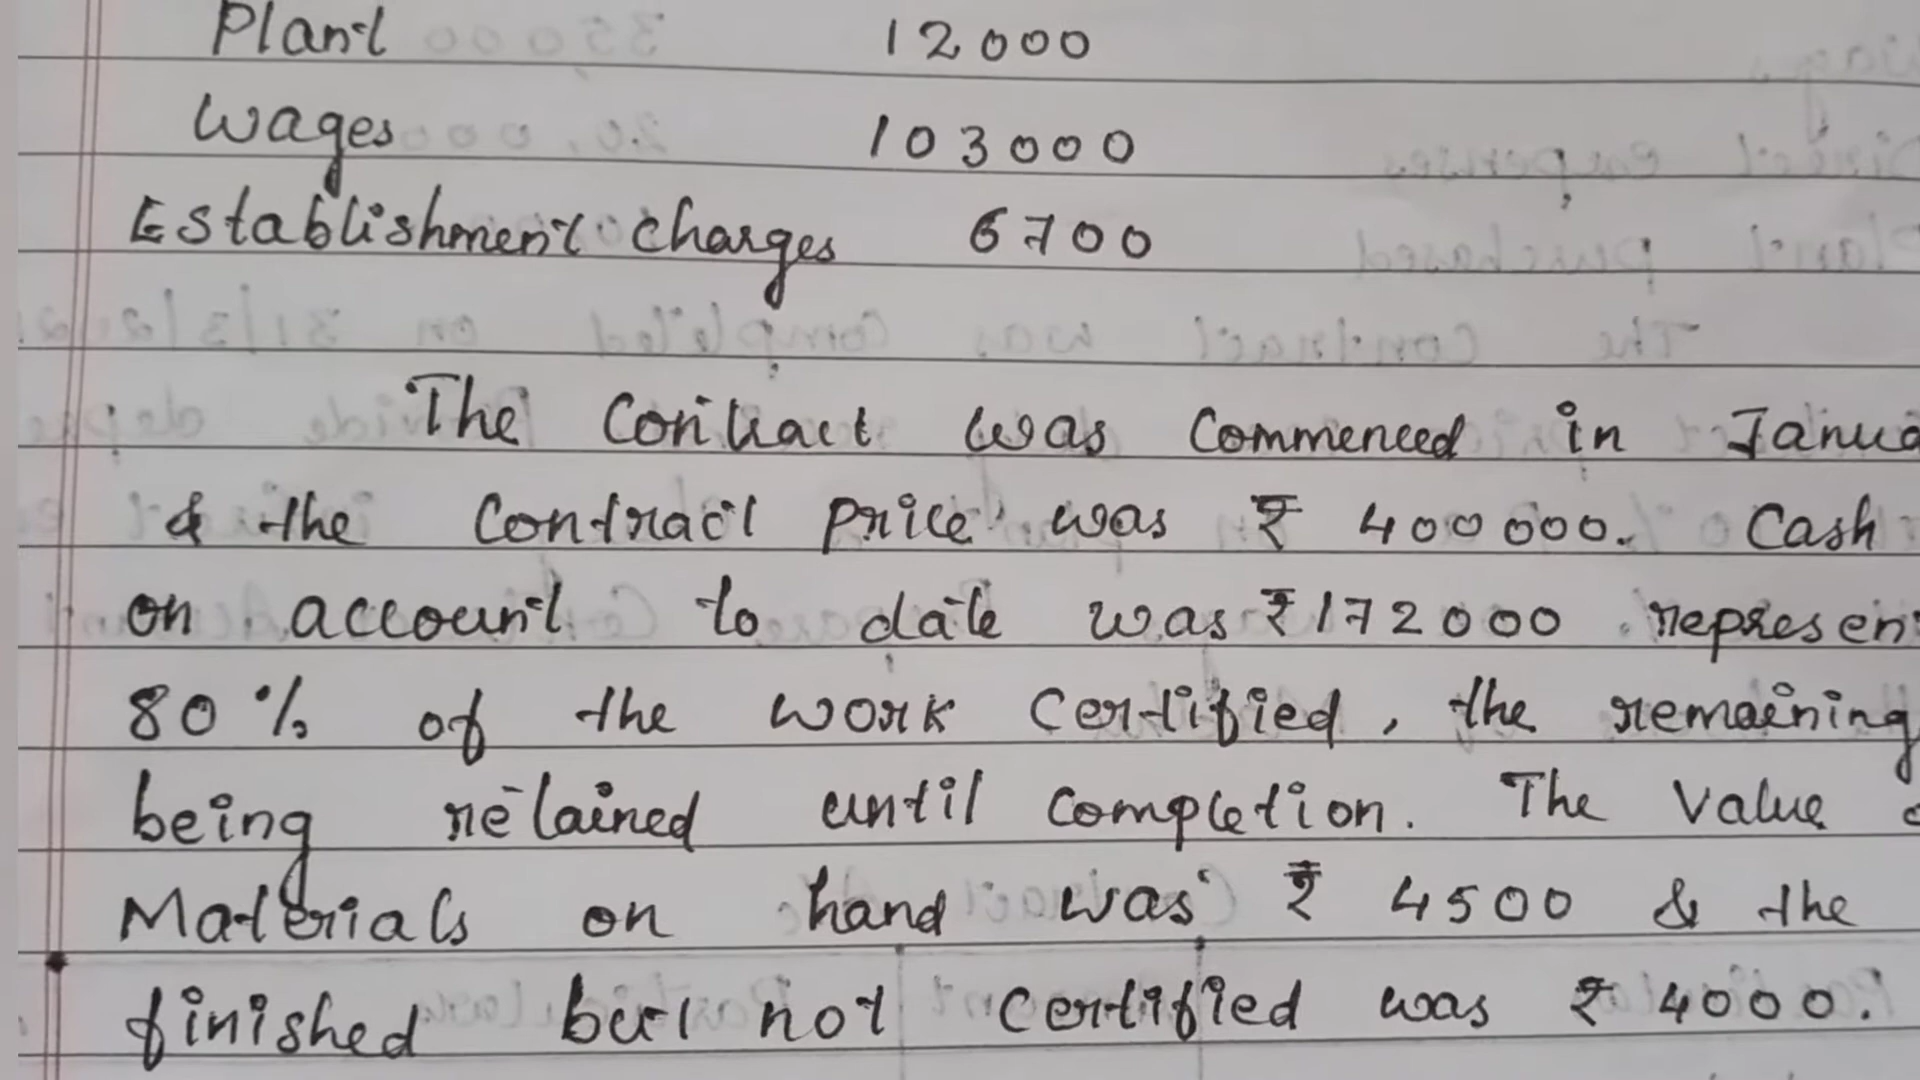 Plant 12000
Wages 103000
Establishment charges 6700
The Contract was Commenced in
& the Contract price was ₹ 400000. Cash
on account to date was ₹172000
80% of the work Certified, the remaining
being retained until Completion. The Value
Materials on hand was ₹ 4500 & the
finished but not Certified was ₹ 4000.